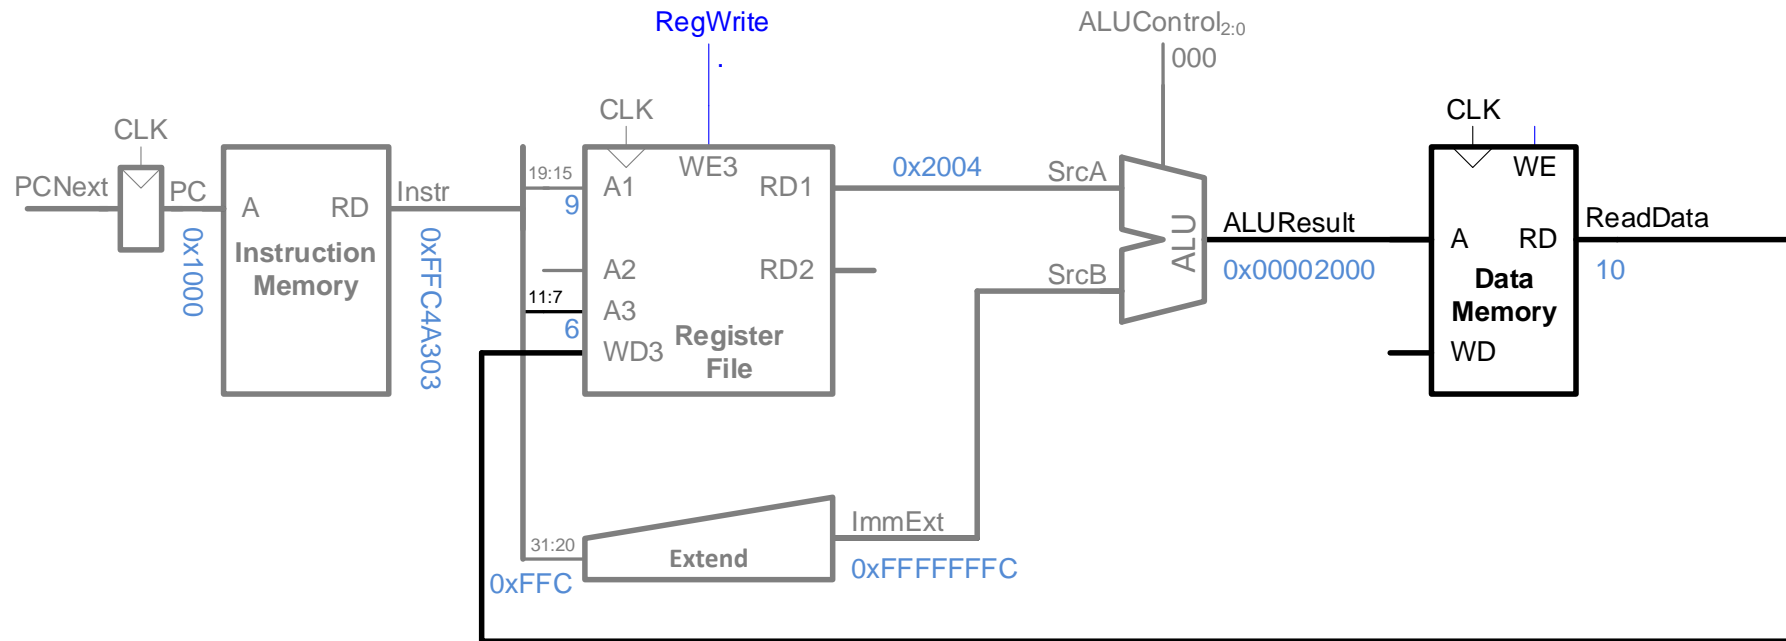 RegWrite
ALUControl2:0
000
.
CLK
CLK
CLK
PCNext
PC
0x1000
A
RD
Instruction
Memory
Instr
0xFFC4A303
19:15
9
A1
WE3
RD1
0x2004
SrcA
WE
A2
RD2
SrcB
ALU
ALUResult
0x00002000
A
RD
ReadData
10
Data
Memory
WD
11:7
6
A3
WD3
Register
File
31:20
0xFFC
Extend
ImmExt
0xFFFFFFFC